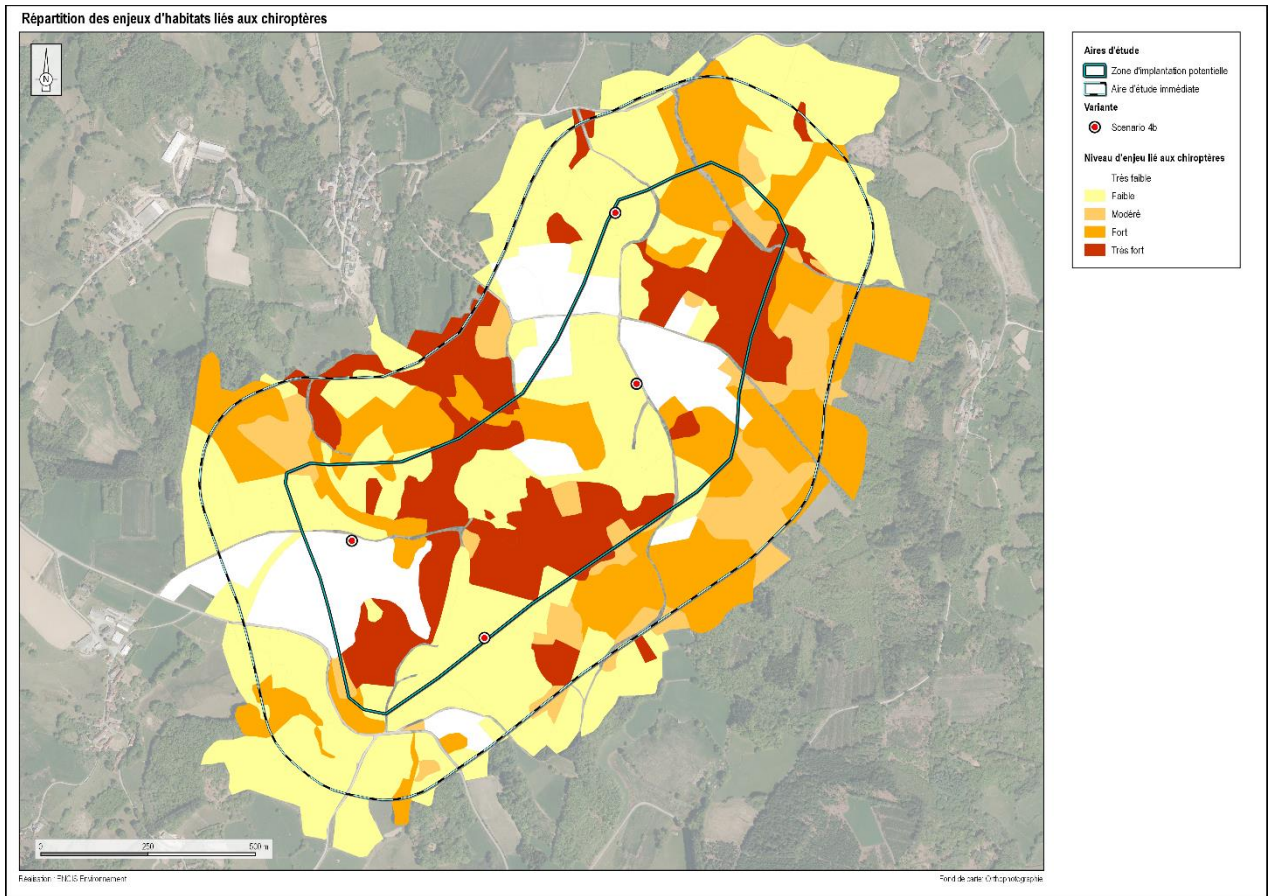 Répartition des enjeux d'habitats liés aux chiroptères
N
Aires d'étude
Zone d'implantation potentielle
Aire d'étude immédiate
Variante
Scenario 4b
Niveau d'enjeu lié aux chiroptères
Très faible
Faible
Modéré
Fort
Très fort
0 250 500 m
Réalisation : ENCIS Environnement
Fond de carte: Orthophotographie